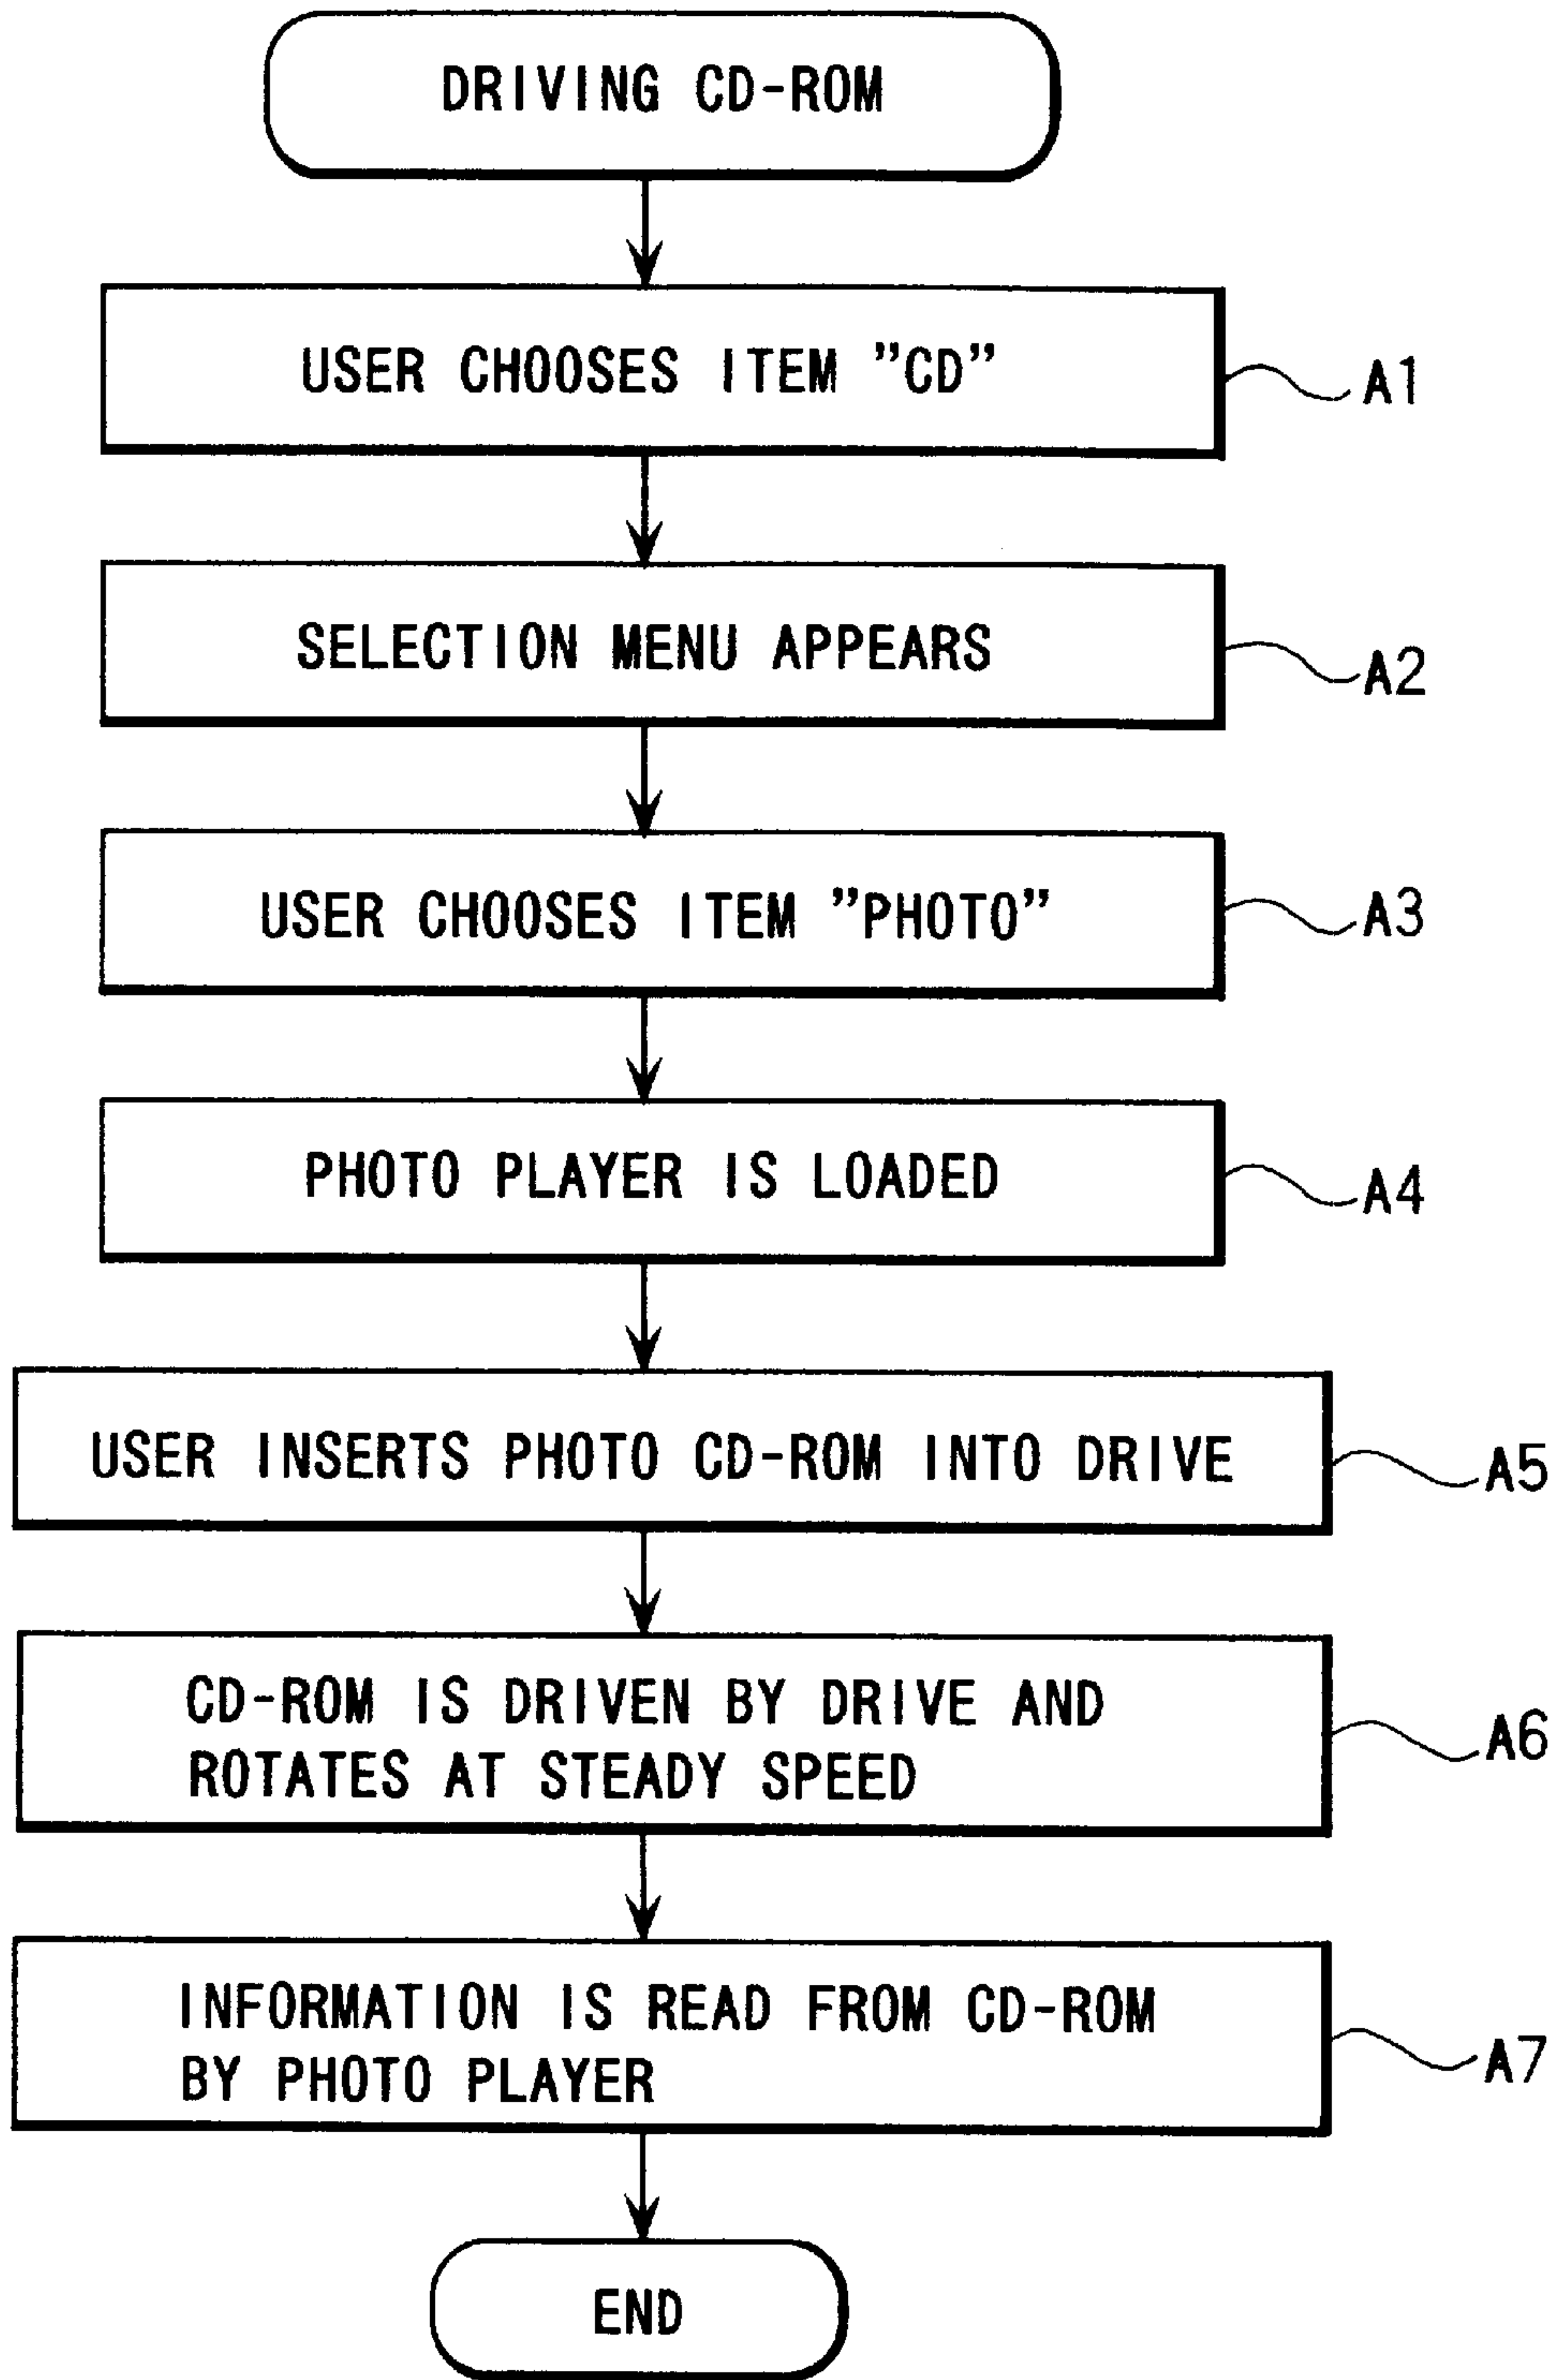 DRIVING CD-ROM
USER CHOOSES ITEM ”CD”
A1
SELECTION MENU APPEARS
A2
USER CHOOSES ITEM ”PHOTO”
A3
PHOTO PLAYER IS LOADED
A4
USER INSERTS PHOTO CD-ROM INTO DRIVE
A5
CD-ROM IS DRIVEN BY DRIVE AND
ROTATES AT STEADY SPEED
A6
INFORMATION IS READ FROM CD-ROM
BY PHOTO PLAYER
A7
END